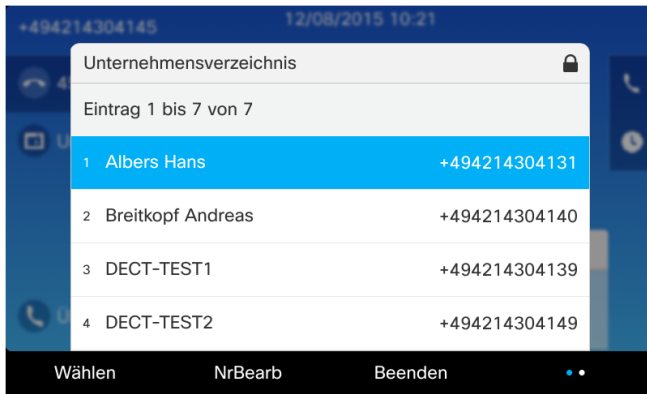 +494214304145 12/08/2015 10:21
Unternehmensverzeichnis
Eintrag 1 bis 7 von 7
1 Albers Hans +494214304131
2 Breitkopf Andreas +494214304140
3 DECT-TEST1 +494214304139
4 DECT-TEST2 +494214304149
Wählen NrBearb Beenden